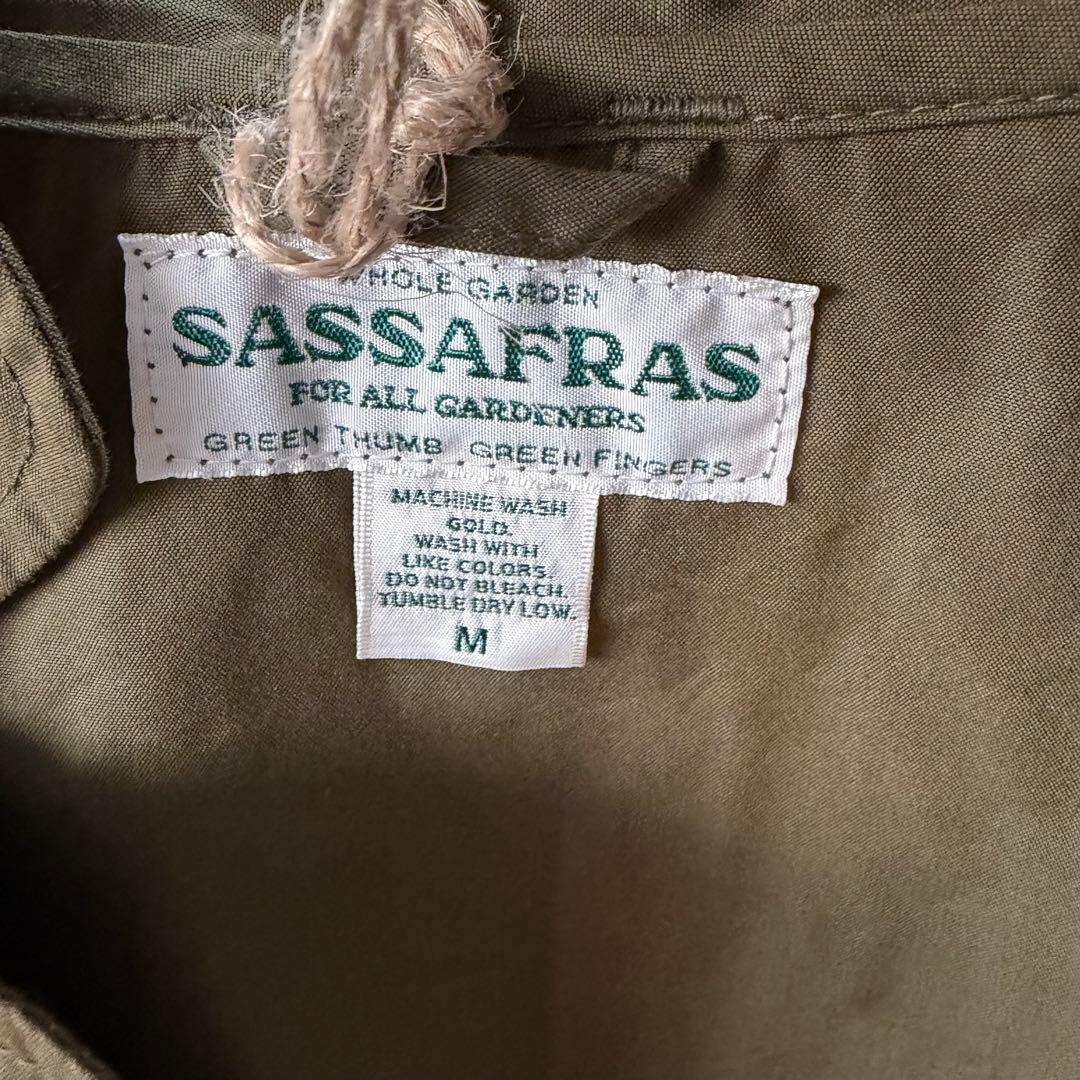 WHOLE GARDEN
SASSAFRAS
FOR ALL GARDENERS
GREEN THUMB GREEN FINGERS
MACHINE WASH
COLD.
WASH WITH
LIKE COLORS.
DO NOT BLEACH.
TUMBLE DRY LOW.
M